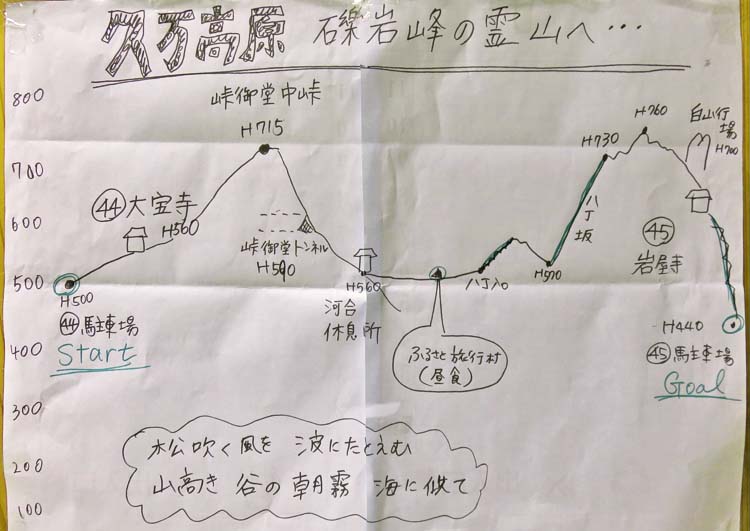 久万高原 礫岩峰の霊山へ…
800
700
600
500
400
300
200
100
峠御堂中峠
H715
㊹大宝寺
H560
H500
㊹馬主車場
Start
峠御堂トンネル
H590
H560
河合
休息所
ふるさと旅行村
(昼食)
八丁入口
H570
八丁坂
H730
H760
白山行場
H700
㊺
岩屋寺
H440
㊺馬主車場
Goal
松吹く風を 波にたとえむ
山高き 谷の朝霧 海に似て